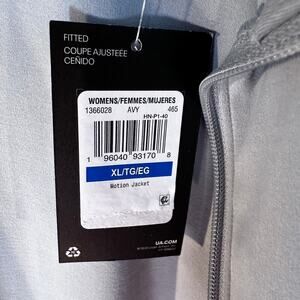 FITTED
COUPE AJUSTÉE
CEÑIDO
WOMENS/FEMMES/MUJERES
1366028 AVY 465
HN-P1-40
1 96040 93170 8
XL/TG/EG
Motion Jacket
UA.COM